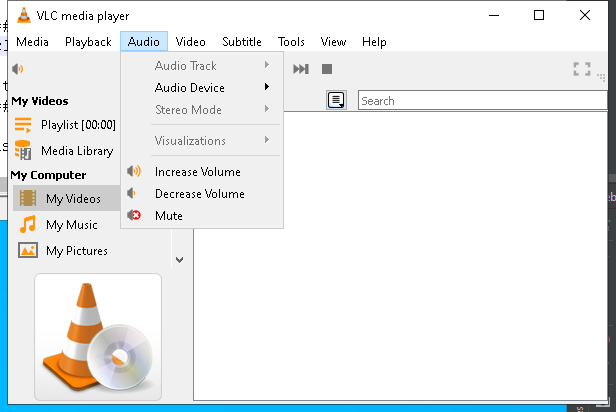 VLC media player
Media Playback Audio Video Subtitle Tools View Help
Audio Track
Audio Device
Stereo Mode
Visualizations
Increase Volume
Decrease Volume
Mute
Search
My Videos
Playlist [00:00]
Media Library
My Computer
My Videos
My Music
My Pictures